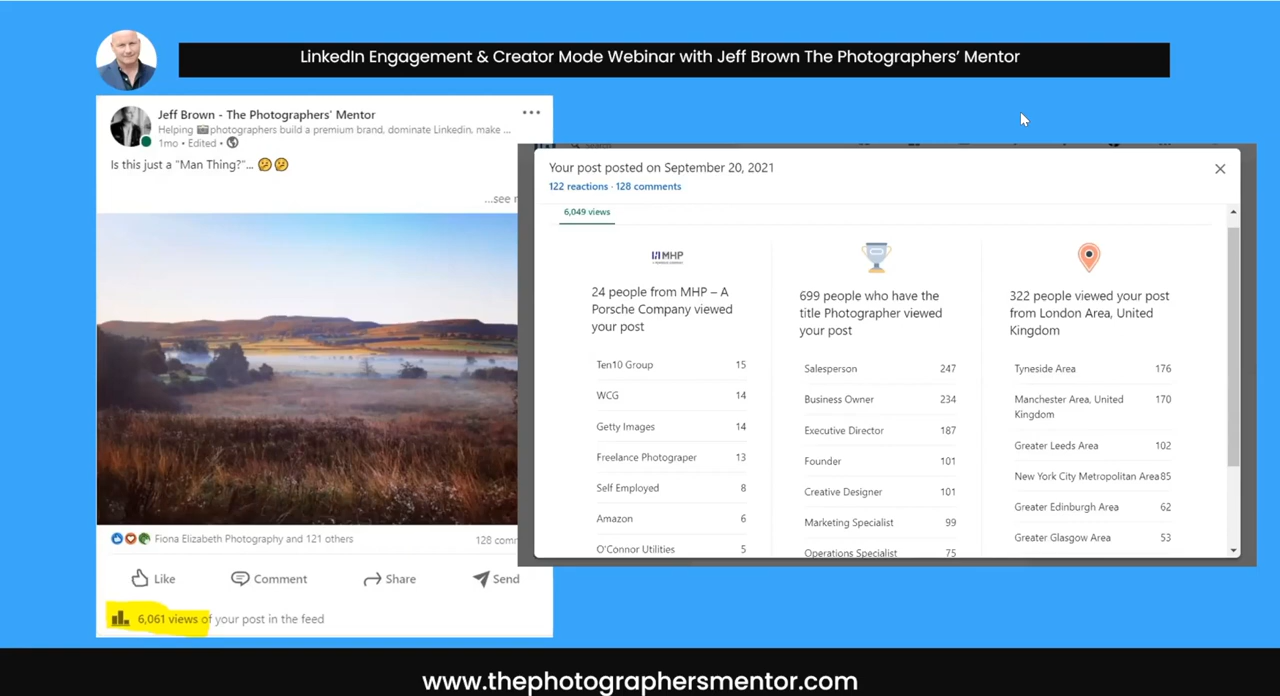 LinkedIn Engagement & Creator Mode Webinar with Jeff Brown The Photographers’ Mentor
Jeff Brown - The Photographers' Mentor
Helping 📷photographers build a premium brand, dominate Linkedin, make ...
1mo • Edited •
Is this just a "Man Thing?"... 🫤🫤
...see
Fiona Elizabeth Photography and 121 others
128 comm
Like
Comment
Share
Send
6,061 views of your post in the feed
Search
Your post posted on September 20, 2021
122 reactions · 128 comments
6,049 views
MHP
24 people from MHP – A
Porsche Company viewed
your post
Ten10 Group 15
WCG 14
Getty Images 14
Freelance Photograper 13
Self Employed 8
Amazon 6
O'Connor Utilities 5
699 people who have the
title Photographer viewed
your post
Salesperson 247
Business Owner 234
Executive Director 187
Founder 101
Creative Designer 101
Marketing Specialist 99
Operations Specialist 75
322 people viewed your post
from London Area, United
Kingdom
Tyneside Area 176
Manchester Area, United 170
Kingdom
Greater Leeds Area 102
New York City Metropolitan Area 85
Greater Edinburgh Area 62
Greater Glasgow Area 53
www.thephotographersmentor.com